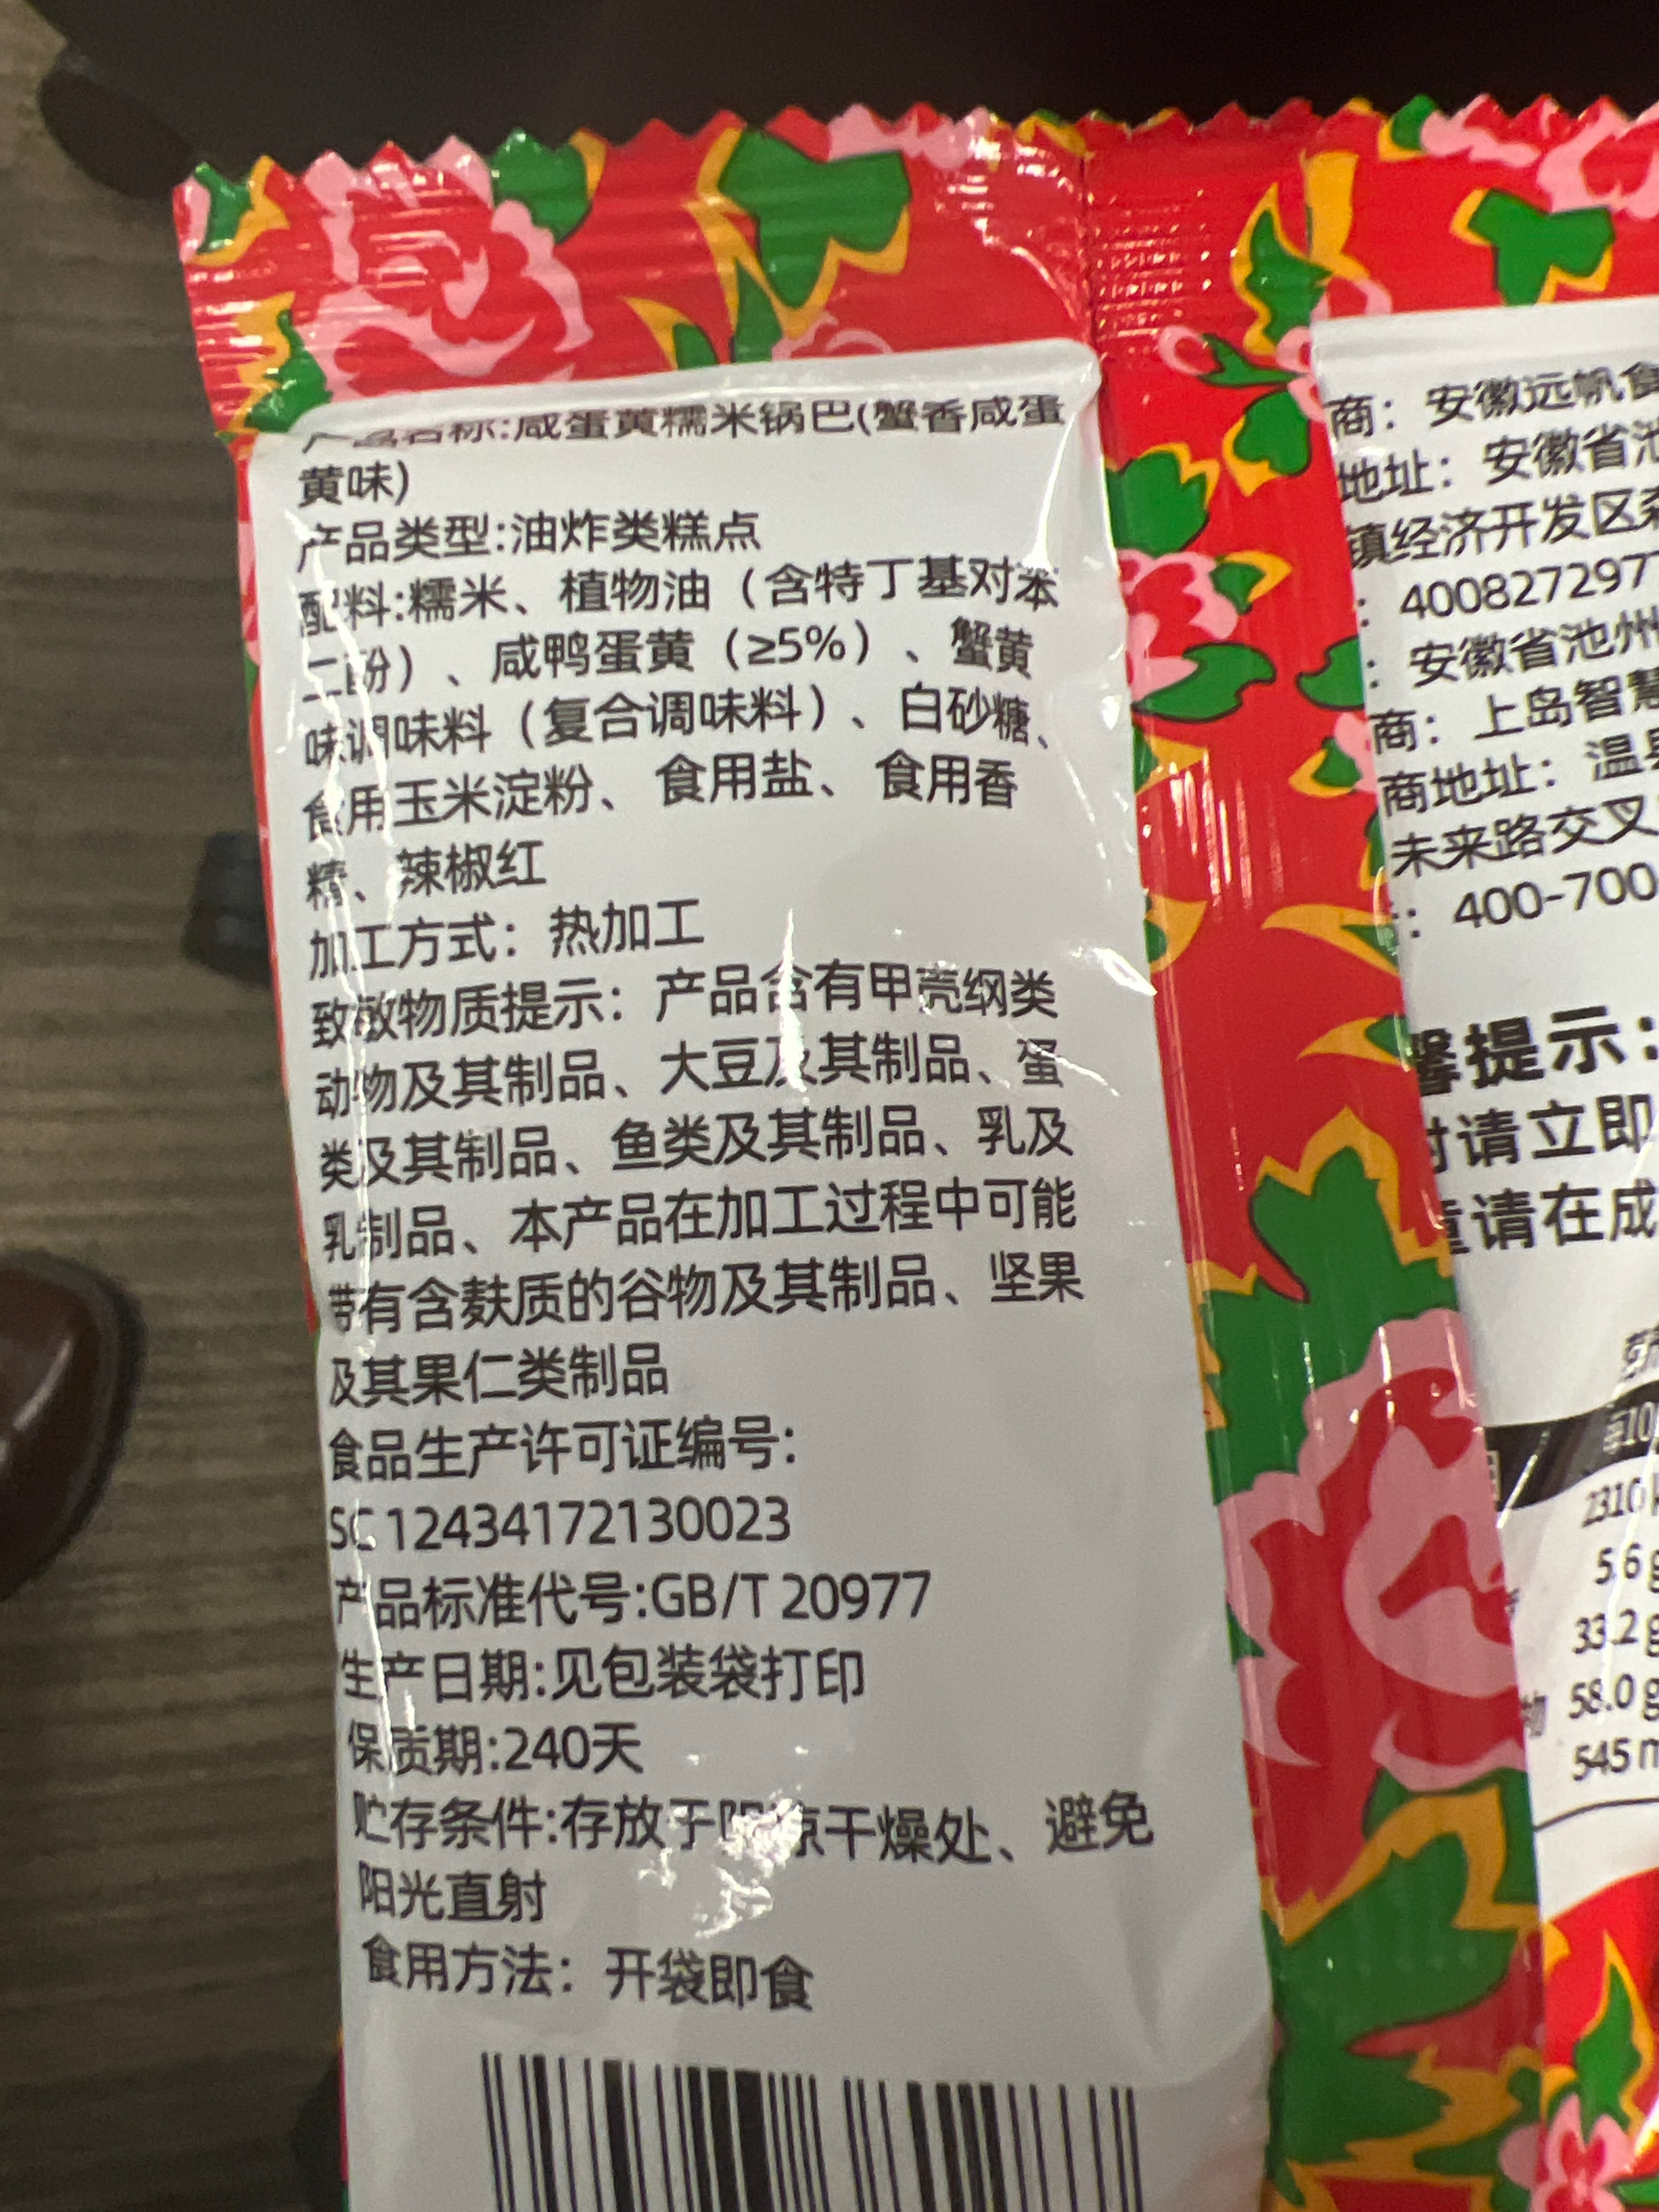 产品名称:咸蛋黄糯米锅巴(蟹香咸蛋
黄味)
产品类型:油炸类糕点
配料:糯米、植物油（含特丁基对苯
二酚）、咸鸭蛋黄（≥5%）、蟹黄
味调味料（复合调味料）、白砂糖、
食用玉米淀粉、食用盐、食用香
精、辣椒红
加工方式：热加工
致敏物质提示：产品含有甲壳纲类
动物及其制品、大豆及其制品、蛋
类及其制品、鱼类及其制品、乳及
乳制品、本产品在加工过程中可能
带有含麸质的谷物及其制品、坚果
及其果仁类制品
食品生产许可证编号：
SC12434172130023
产品标准代号:GB/T 20977
生产日期:见包装袋打印
保质期:240天
贮存条件:存放于阴凉干燥处、避免
阳光直射
食用方法：开袋即食
商：安徽远帆食
地址：安徽省池
镇经济开发区
：4008272977
：安徽省池州
商：上岛智慧
商地址：温县
未来路交叉
：400-700
馨提示：
时请立即
童请在成
每10
2310 k
5.6 g
33.2 g
物 58.0 g
545 m